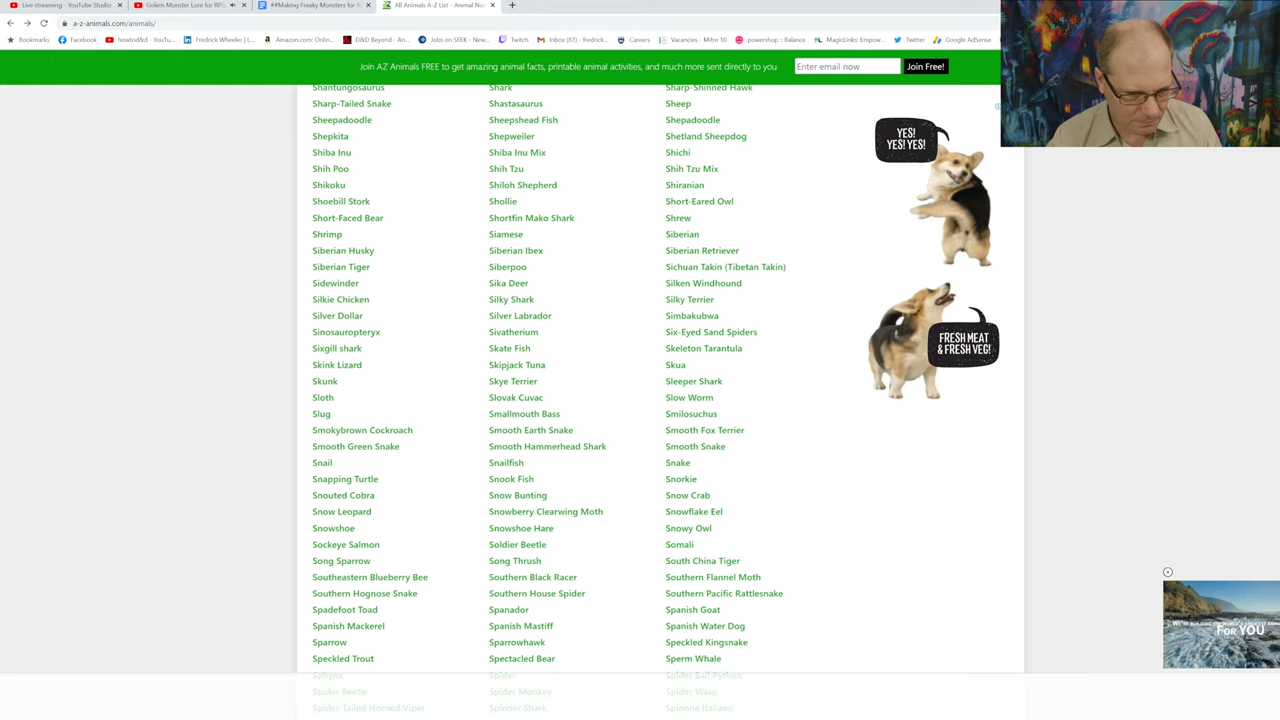 Live streaming - YouTube Studio
Golem Monster Lore for RPG
##Making Freaky Monsters for R
All Animals A-Z List - Animal Na
a-z-animals.com/animals/
Bookmarks
Facebook
howtod&d - YouTu...
Fredrick Wheeler | L...
Amazon.com: Onlin...
D&D Beyond - An...
Jobs on SEEK - New...
Twitch
Inbox (87) - fredrick...
Careers
Vacancies - Mitre 10
powershop :: Balance
MagicLinks: Empow...
Twitter
Google AdSense
Join AZ Animals FREE to get amazing animal facts, printable animal activities, and much more sent directly to you
Enter email now
Join Free!
Shantungosaurus Shark Sharp-Shinned Hawk
Sharp-Tailed Snake Shastasaurus Sheep
Sheepadoodle Sheepshead Fish Shepadoodle
Shepkita Shepweiler Shetland Sheepdog
Shiba Inu Shiba Inu Mix Shichi
Shih Poo Shih Tzu Shih Tzu Mix
Shikoku Shiloh Shepherd Shiranian
Shoebill Stork Shollie Short-Eared Owl
Short-Faced Bear Shortfin Mako Shark Shrew
Shrimp Siamese Siberian
Siberian Husky Siberian Ibex Siberian Retriever
Siberian Tiger Siberpoo Sichuan Takin (Tibetan Takin)
Sidewinder Sika Deer Silken Windhound
Silkie Chicken Silky Shark Silky Terrier
Silver Dollar Silver Labrador Simbakubwa
Sinosauropteryx Sivatherium Six-Eyed Sand Spiders
Sixgill shark Skate Fish Skeleton Tarantula
Skink Lizard Skipjack Tuna Skua
Skunk Skye Terrier Sleeper Shark
Sloth Slovak Cuvac Slow Worm
Slug Smallmouth Bass Smilosuchus
Smokybrown Cockroach Smooth Earth Snake Smooth Fox Terrier
Smooth Green Snake Smooth Hammerhead Shark Smooth Snake
Snail Snailfish Snake
Snapping Turtle Snook Fish Snorkie
Snouted Cobra Snow Bunting Snow Crab
Snow Leopard Snowberry Clearwing Moth Snowflake Eel
Snowshoe Snowshoe Hare Snowy Owl
Sockeye Salmon Soldier Beetle Somali
Song Sparrow Song Thrush South China Tiger
Southeastern Blueberry Bee Southern Black Racer Southern Flannel Moth
Southern Hognose Snake Southern House Spider Southern Pacific Rattlesnake
Spadefoot Toad Spanador Spanish Goat
Spanish Mackerel Spanish Mastiff Spanish Water Dog
Sparrow Sparrowhawk Speckled Kingsnake
Speckled Trout Spectacled Bear Sperm Whale
Sphynx Spider Spider Ball Python
Spider Beetle Spider Monkey Spider Wasp
Spider-Tailed Horned Viper Spinner Shark Spinone Italiano
YES!
YES! YES!
FRESH MEAT
& FRESH VEG!
WE'RE BUILDING THE WORLD'S GREATEST
FOR YOU